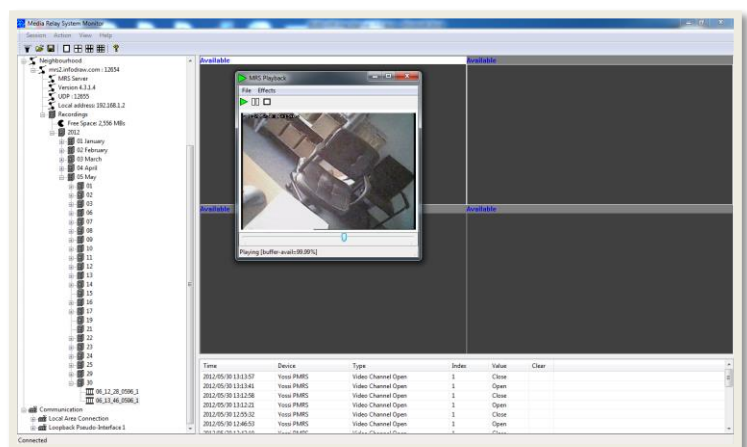 Media Relay System Monitor
Session Action View Help
Neighbourhood
mrs2.infodraw.com : 12654
MRS Server
Version 4.3.1.4
UDP : 12655
Local address: 192.168.1.2
Recordings
Free Space: 2,556 MBs
2012
01 January
02 February
03 March
04 April
05 May
01
02
03
06
07
08
09
10
11
12
13
14
15
16
17
19
21
22
23
24
25
29
30
06_12_28_0596_1
06_13_46_0596_1
Communication
Local Area Connection
Loopback Pseudo-Interface 1
Connected
Available
Available
Available
Available
MRS Playback
File Effects
Playing [buffer-avail:99.99%]
Time Device Type Index Value Clear
2012/05/30 13:13:57 Yossi PMRS Video Channel Open 1 Close
2012/05/30 13:13:41 Yossi PMRS Video Channel Open 1 Open
2012/05/30 13:12:58 Yossi PMRS Video Channel Open 1 Close
2012/05/30 13:12:21 Yossi PMRS Video Channel Open 1 Open
2012/05/30 12:55:32 Yossi PMRS Video Channel Open 1 Close
2012/05/30 12:46:53 Yossi PMRS Video Channel Open 1 Open